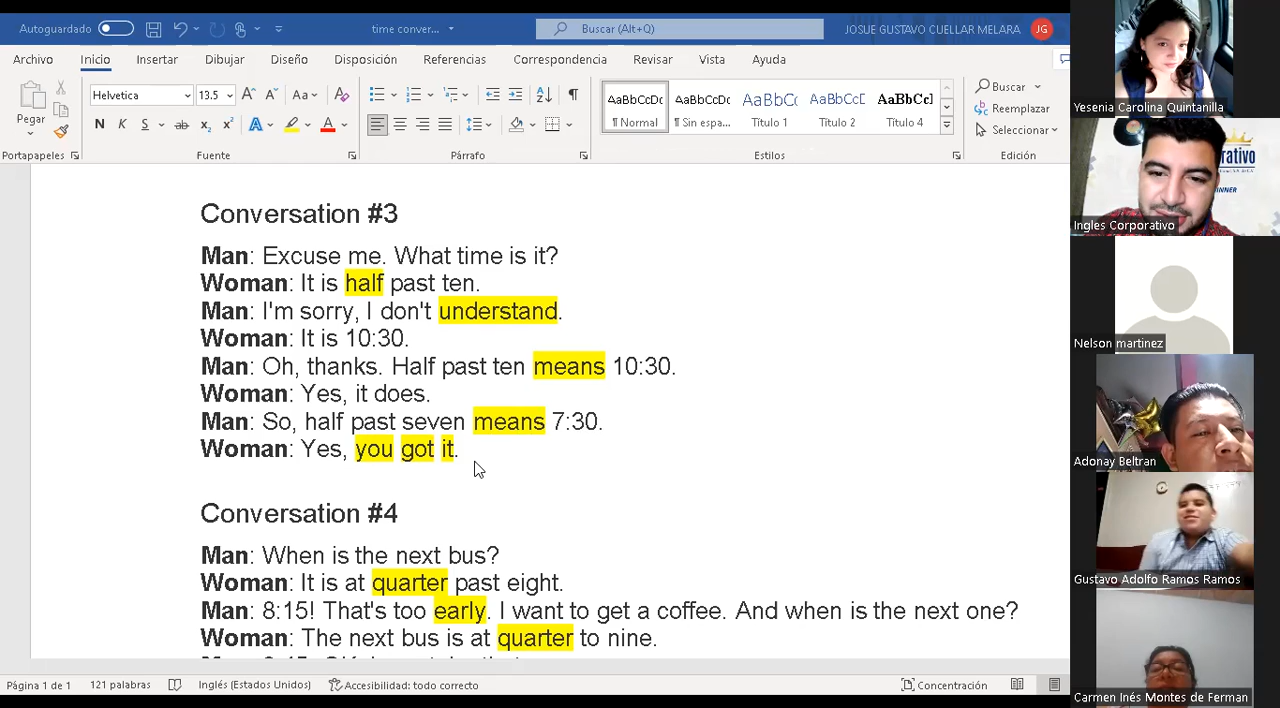 Autoguardado
time conver...
Buscar (Alt+Q)
JOSUE GUSTAVO CUELLAR MELARA
JG
Archivo Inicio Insertar Dibujar Diseño Disposición Referencias Correspondencia Revisar Vista Ayuda
Pegar
Helvetica 13.5
Portapapeles
Fuente
Párrafo
AaBbCcDc AaBbCcDc AaBbCc AaBbCcD AaBbCc
¶ Normal ¶ Sin espa... Título 1 Título 2 Título 4
Estilos
Buscar
Reemplazar
Seleccionar
Edición
Conversation #3
Man: Excuse me. What time is it?
Woman: It is half past ten.
Man: I'm sorry, I don't understand.
Woman: It is 10:30.
Man: Oh, thanks. Half past ten means 10:30.
Woman: Yes, it does.
Man: So, half past seven means 7:30.
Woman: Yes, you got it.
Conversation #4
Man: When is the next bus?
Woman: It is at quarter past eight.
Man: 8:15! That's too early. I want to get a coffee. And when is the next one?
Woman: The next bus is at quarter to nine.
Página 1 de 1 121 palabras Inglés (Estados Unidos) Accesibilidad: todo correcto Concentración
Yesenia Carolina Quintanilla
Ingles Corporativo
Nelson martinez
Adonay Beltran
Gustavo Adolfo Ramos Ramos
Carmen Inés Montes de Ferman